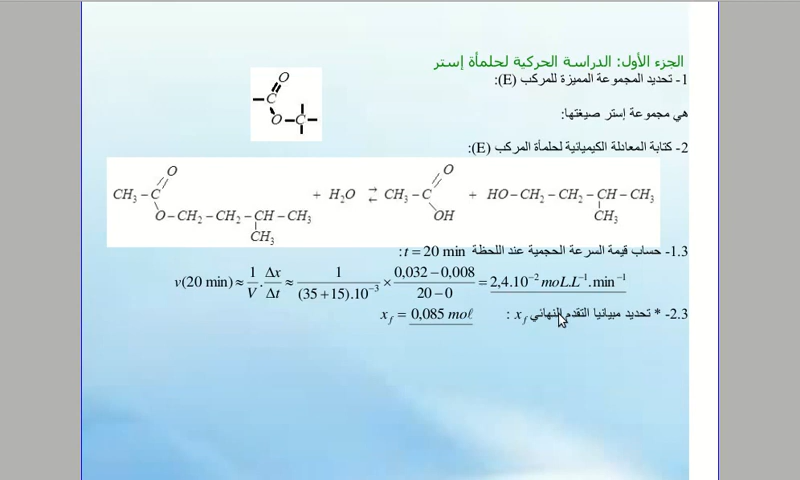 الجزء الأول: الدراسة الحركية لحلمأة إستر
1- تحديد المجموعة المميزة للمركب (E):
هي مجموعة إستر صيغتها:
O
–C
O–C–
2- كتابة المعادلة الكيميائية لحلمأة المركب (E):
O O
CH₃–C + H₂O ⇄ CH₃–C + HO–CH₂–CH₂–CH–CH₃
O–CH₂–CH₂–CH–CH₃ OH CH₃
CH₃
1.3- حساب قيمة السرعة الحجمية عند اللحظة t = 20 min:
v(20 min) ≈ 1/V . Δx/Δt ≈ 1/((35+15).10⁻³) × (0,032–0,008)/(20–0) = 2,4.10⁻² moL.L⁻¹.min⁻¹
2.3- * تحديد مبيانيا التقدم النهائي x_f : x_f = 0,085 moℓ